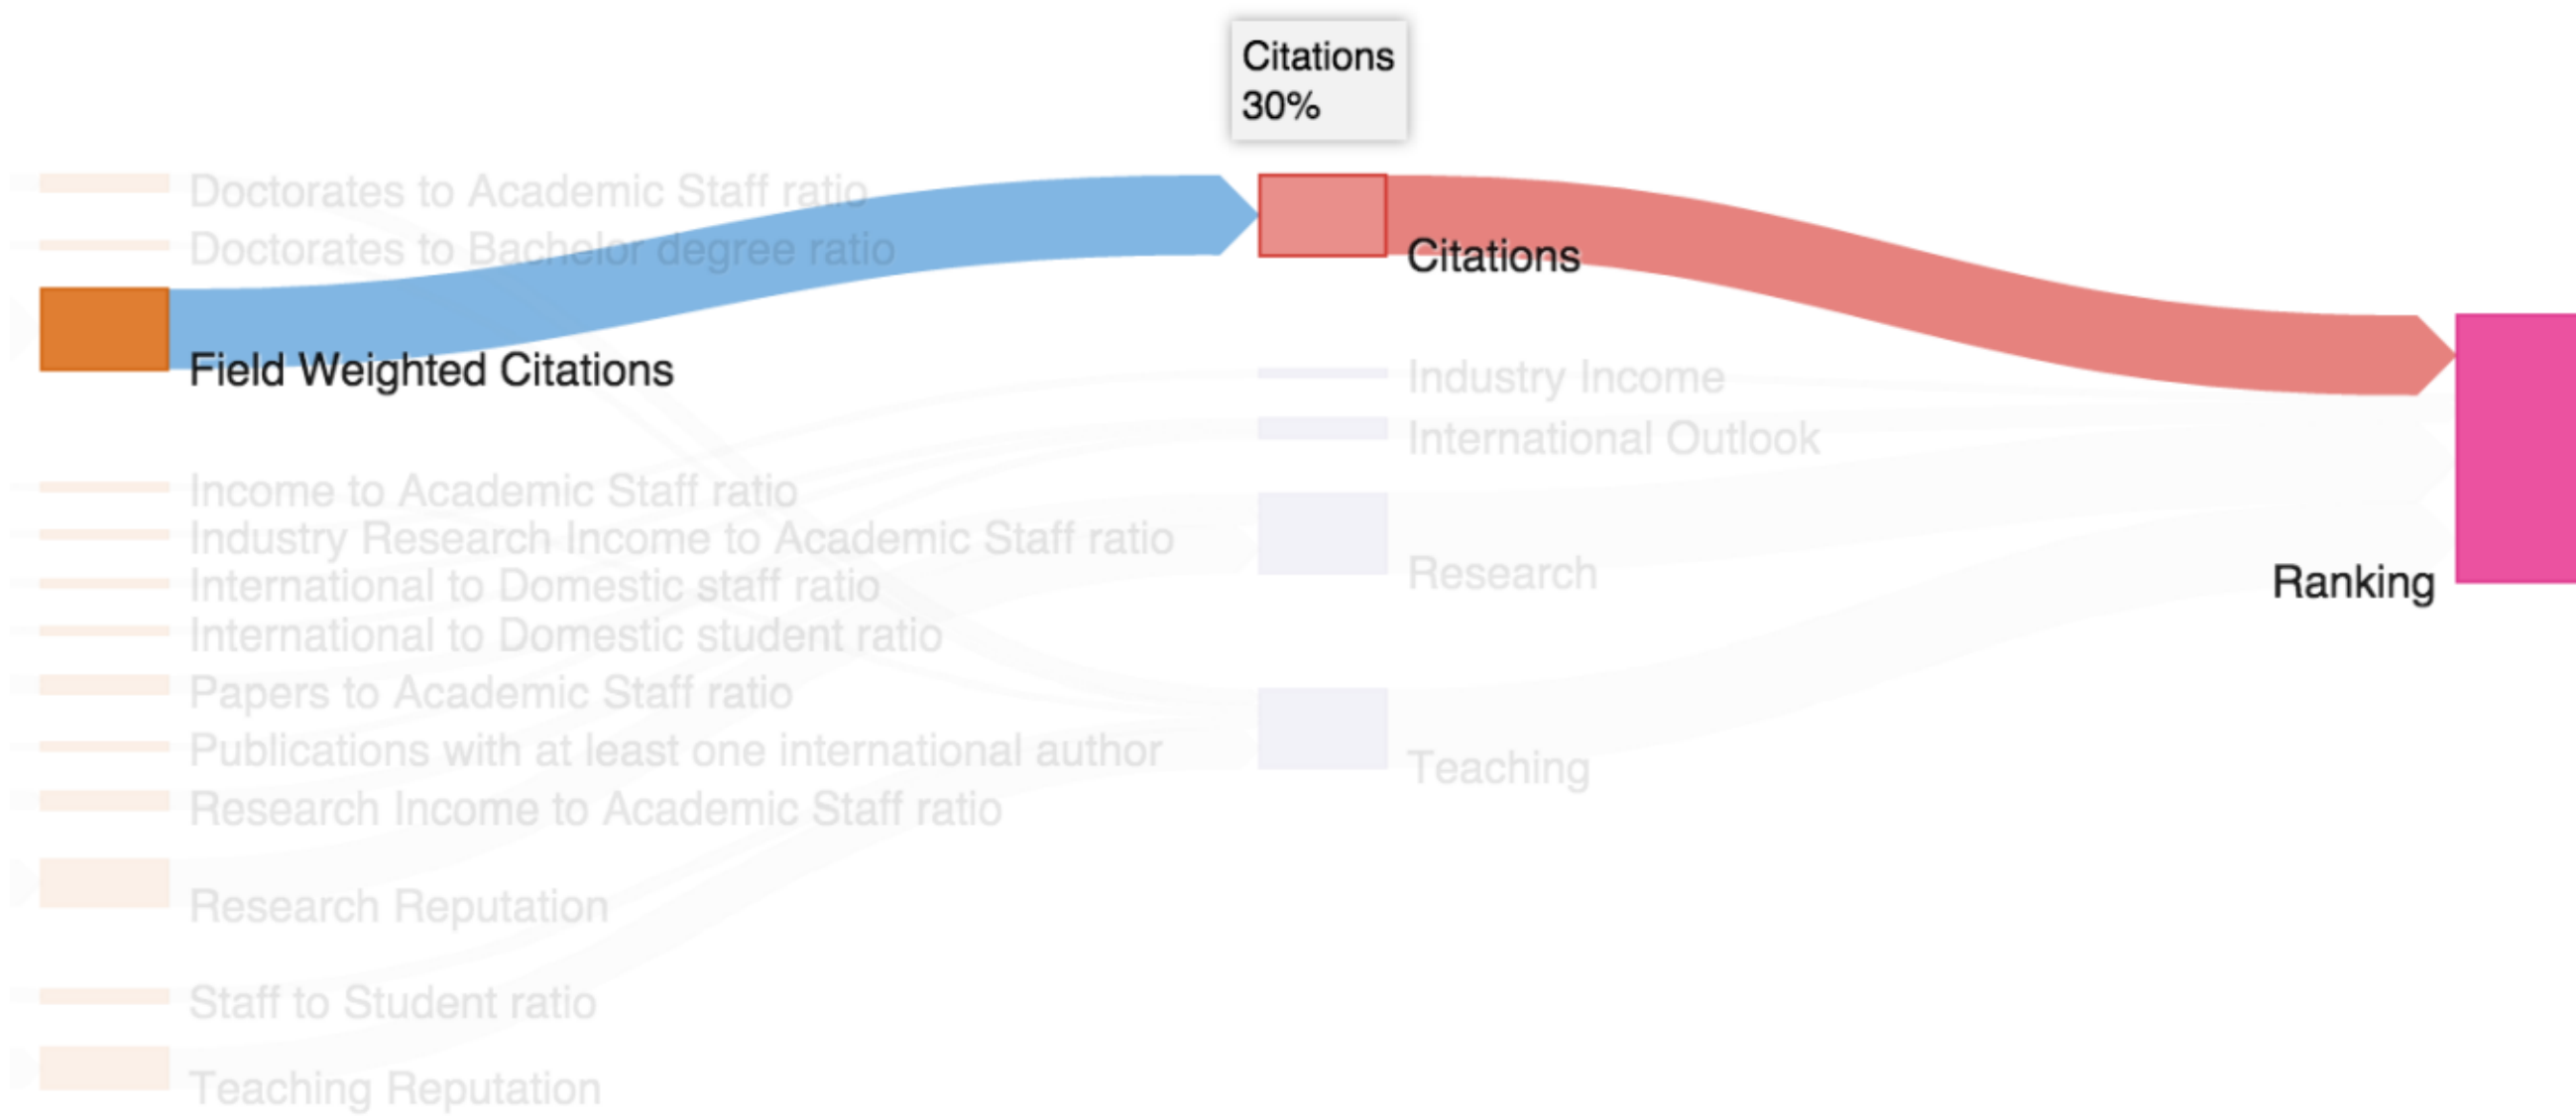 Citations
30%
Doctorates to Academic Staff ratio
Doctorates to Bachelor degree ratio
Field Weighted Citations
Income to Academic Staff ratio
Industry Research Income to Academic Staff ratio
International to Domestic staff ratio
International to Domestic student ratio
Papers to Academic Staff ratio
Publications with at least one international author
Research Income to Academic Staff ratio
Research Reputation
Staff to Student ratio
Teaching Reputation
Citations
Industry Income
International Outlook
Research
Teaching
Ranking